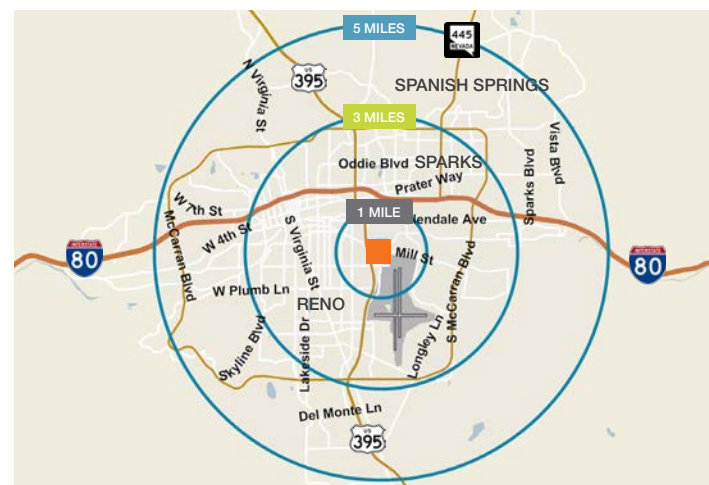 5 MILES
445
NEVADA
N Virginia St
US
395
SPANISH SPRINGS
3 MILES
Oddie Blvd
SPARKS
Vista Blvd
Sparks Blvd
Prater Way
W 7th St
1 MILE
lendale Ave
McCarran Blvd
W 4th St
S Virginia St
Mill St
INTERSTATE
80
INTERSTATE
80
S McCarran Blvd
W Plumb Ln
RENO
Skyline Blvd
Lakeside Dr
Longley Ln
Del Monte Ln
US
395